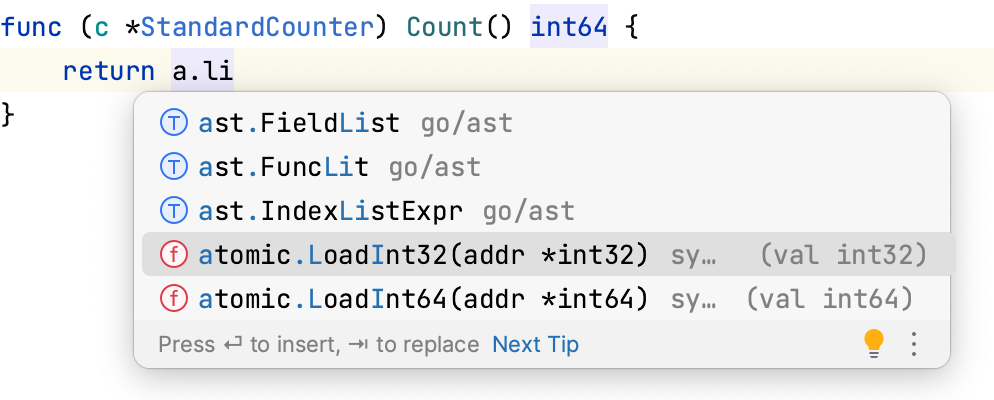 func (c *StandardCounter) Count() int64 {
return a.li
}
T ast.FieldList go/ast
T ast.FuncLit go/ast
T ast.IndexListExpr go/ast
f atomic.LoadInt32(addr *int32) sy… (val int32)
f atomic.LoadInt64(addr *int64) sy… (val int64)
Press ↵ to insert, ⇥ to replace Next Tip